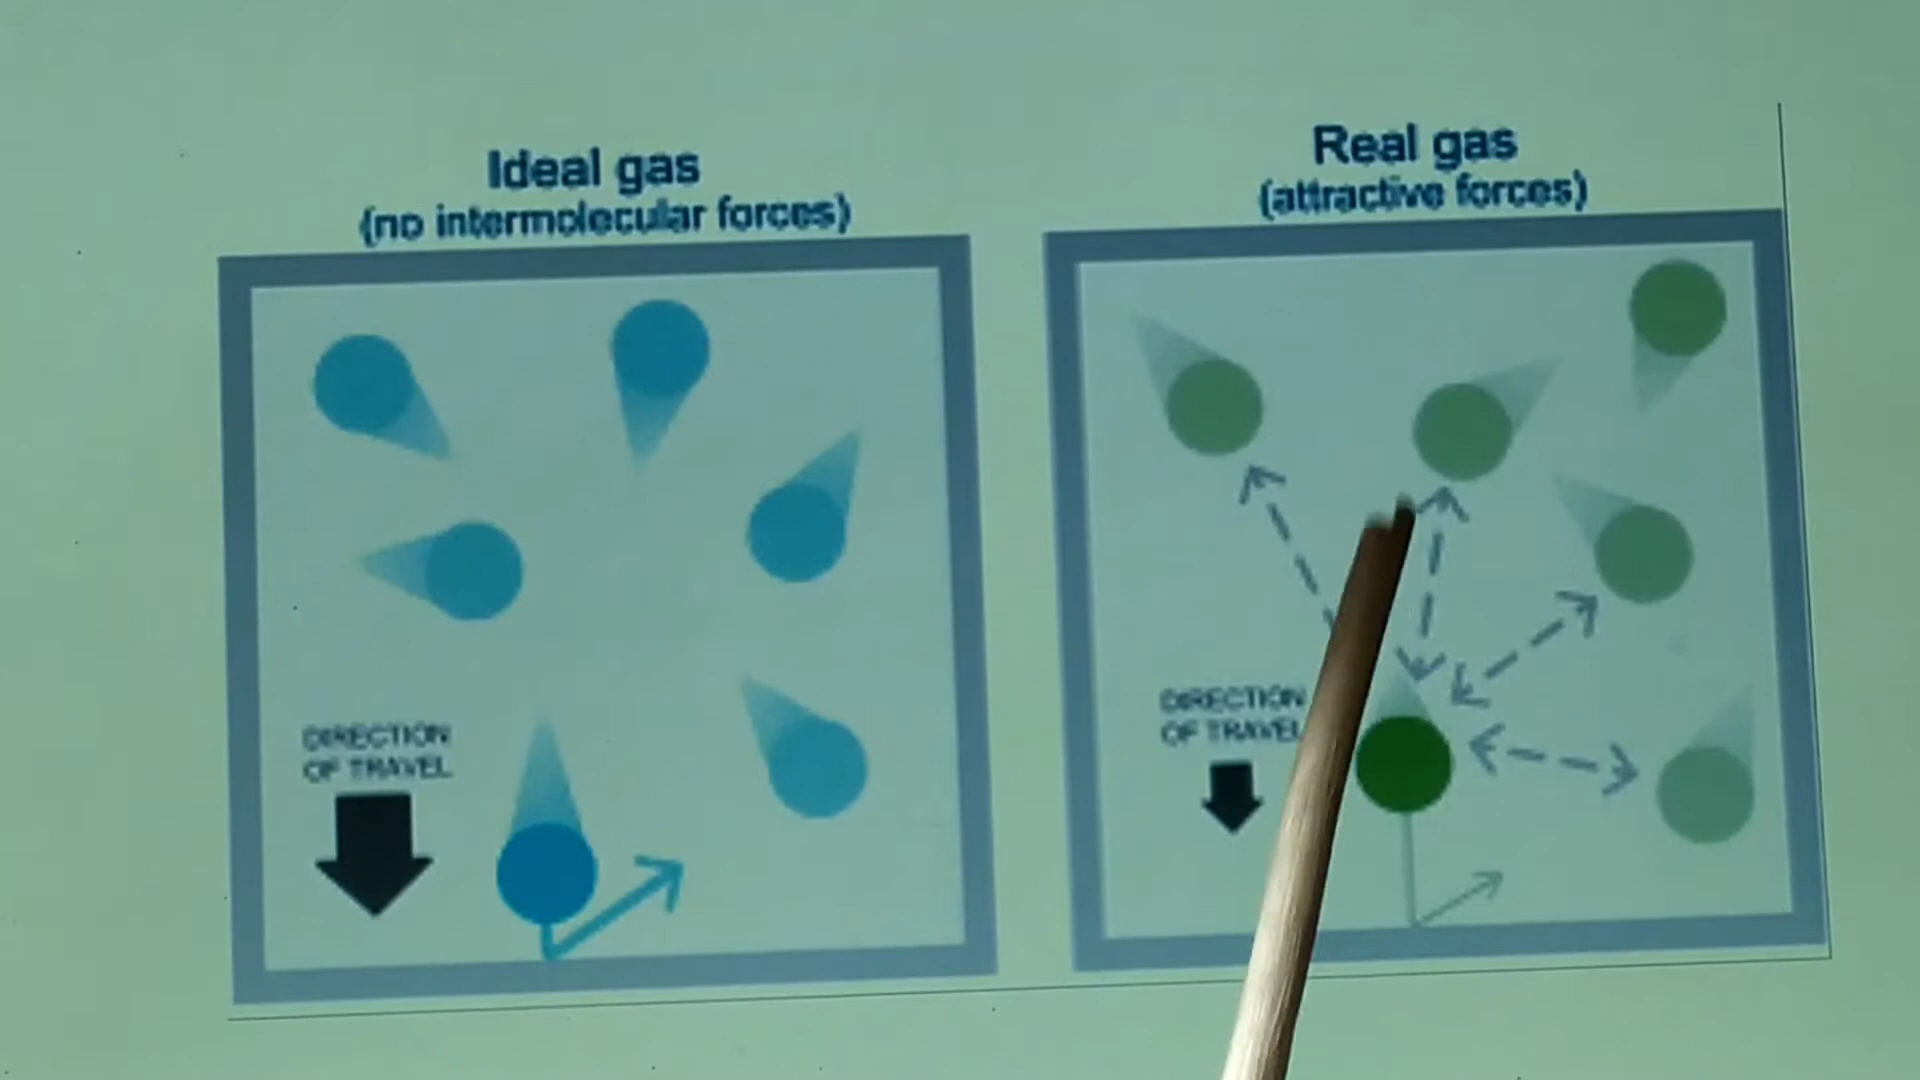 Ideal gas
(no intermolecular forces)
DIRECTION
OF TRAVEL
Real gas
(attractive forces)
DIRECTION
OF TRAVEL